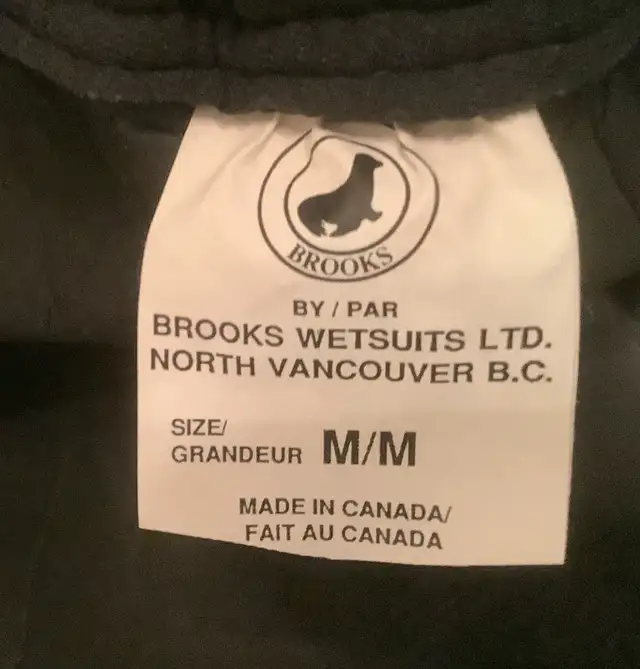 BROOKS
BY / PAR
BROOKS WETSUITS LTD.
NORTH VANCOUVER B.C.
SIZE/
GRANDEUR M/M
MADE IN CANADA/
FAIT AU CANADA